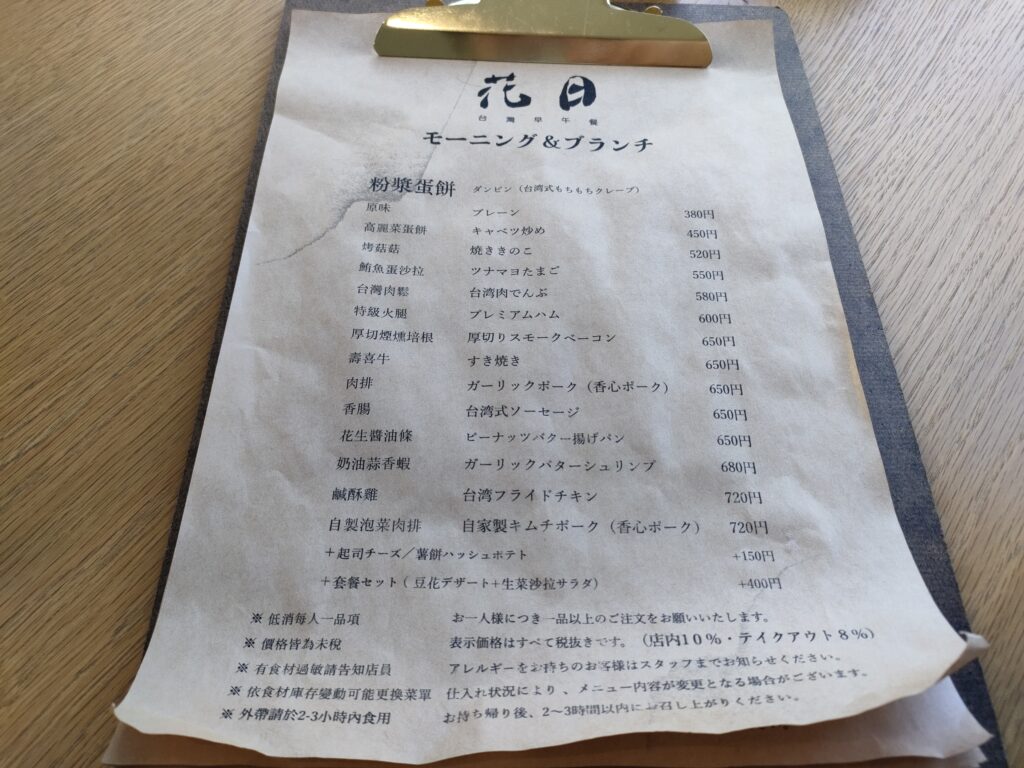 花日
台灣早午餐
モーニング＆ブランチ
粉漿蛋餅 ダンビン（台湾式もちもちクレープ）
原味 プレーン 380円
高麗菜蛋餅 キャベツ炒め 450円
烤菇菇 焼ききのこ 520円
鮪魚蛋沙拉 ツナマヨたまご 550円
台灣肉鬆 台湾肉でんぶ 580円
特級火腿 プレミアムハム 600円
厚切煙燻培根 厚切りスモークベーコン 650円
壽喜牛 すき焼き 650円
肉排 ガーリックポーク（香心ポーク） 650円
香腸 台湾式ソーセージ 650円
花生醬油條 ピーナッツバター揚げパン 650円
奶油蒜香蝦 ガーリックバターシュリンプ 680円
鹹酥雞 台湾フライドチキン 720円
自製泡菜肉排 自家製キムチポーク（香心ポーク） 720円
＋起司チーズ／薯餅ハッシュポテト +150円
＋套餐セット（豆花デザート+生菜沙拉サラダ） +400円
※ 低消每人一品項 お一人様につき一品以上のご注文をお願いいたします。
※ 價格皆為未稅 表示価格はすべて税抜きです。（店内10％・テイクアウト8％）
※ 有食材過敏請告知店員 アレルギーをお持ちのお客様はスタッフまでお知らせください。
※ 依食材庫存變動可能更換菜單 仕入れ状況により、メニュー内容が変更となる場合がございます。
※ 外帶請於2-3小時內食用 お持ち帰り後、2〜3時間以内にお召し上がりください。